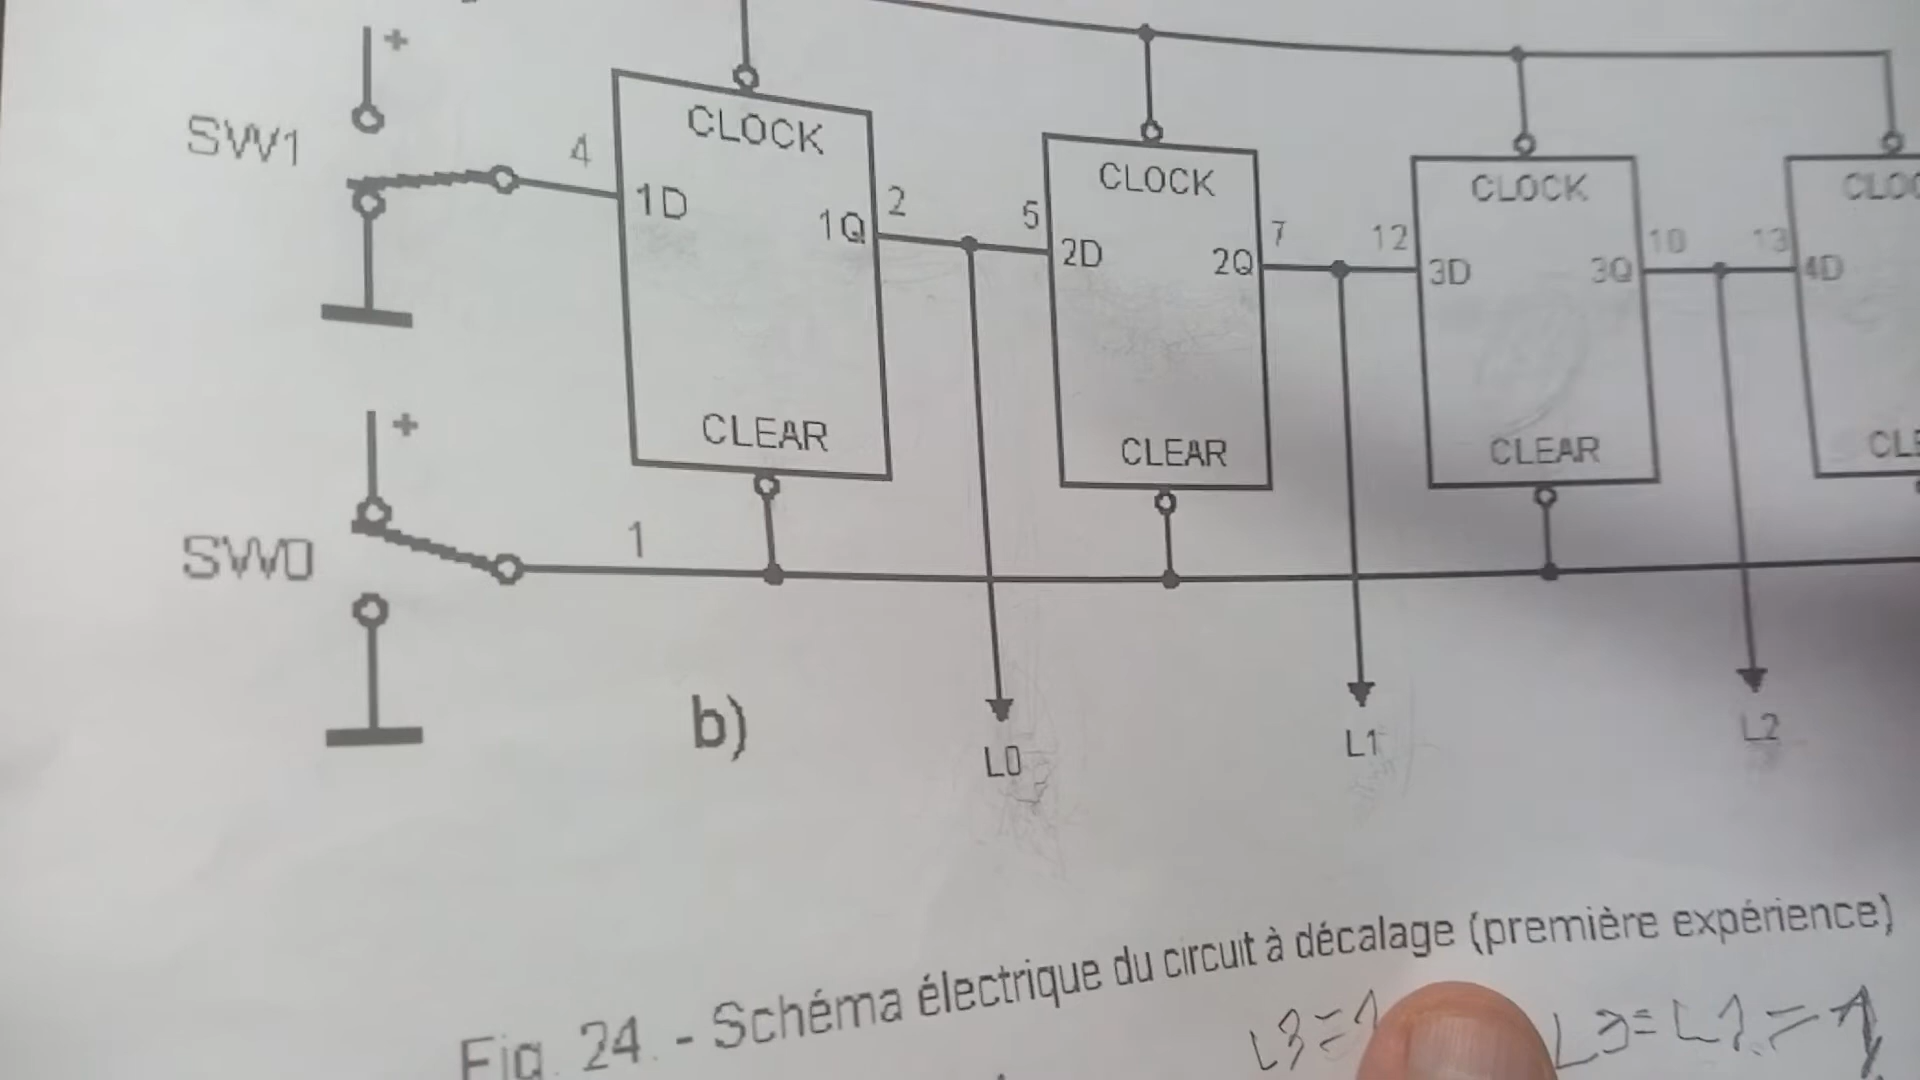 +
SW1
4
CLOCK
1D
1Q
2
5
CLOCK
2D
2Q
7
12
CLOCK
3D
3Q
10
13
4D
CLEAR
CLEAR
CLEAR
+
SW0
1
b)
L0
L1
L2
Fig. 24. - Schéma électrique du circuit à décalage (première expérience)